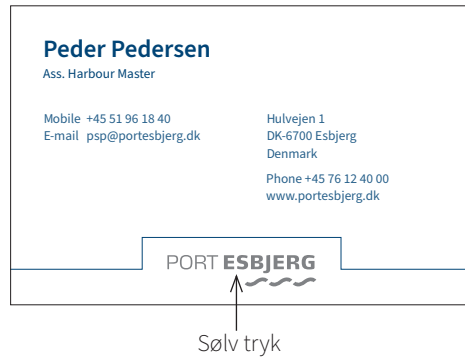 Peder Pedersen
Ass. Harbour Master
Mobile +45 51 96 18 40
E-mail psp@portesbjerg.dk
Hulvejen 1
DK-6700 Esbjerg
Denmark
Phone +45 76 12 40 00
www.portesbjerg.dk
PORT ESBJERG
Sølv tryk